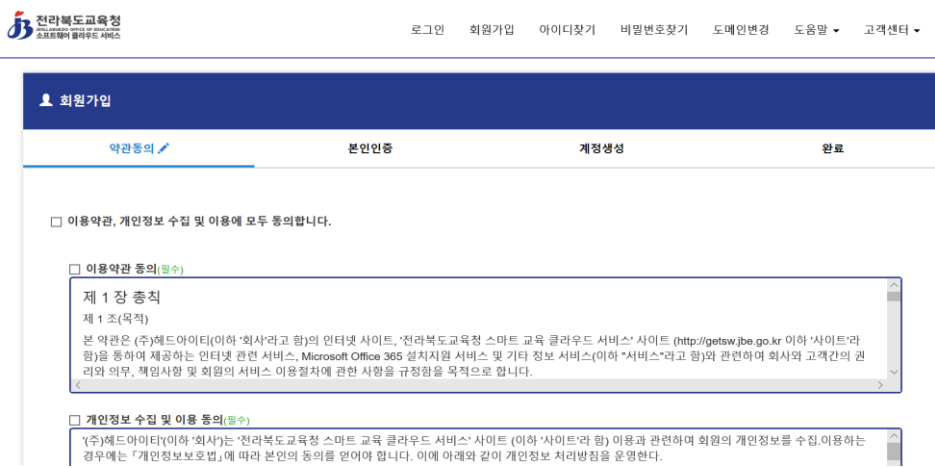 전라북도교육청
JEOLLABUKDO OFFICE OF EDUCATION
소프트웨어 클라우드 서비스
로그인 회원가입 아이디찾기 비밀번호찾기 도메인변경 도움말 고객센터
회원가입
약관동의 본인인증 계정생성 완료
이용약관, 개인정보 수집 및 이용에 모두 동의합니다.
이용약관 동의(필수)
제 1 장 총칙
제 1 조(목적)
본 약관은 (주)헤드아이티(이하 '회사'라고 함)의 인터넷 사이트, '전라북도교육청 스마트 교육 클라우드 서비스' 사이트 (http://getsw.jbe.go.kr 이하 '사이트'라
함)을 통하여 제공하는 인터넷 관련 서비스, Microsoft Office 365 설치지원 서비스 및 기타 정보 서비스(이하 "서비스"라고 함)와 관련하여 회사와 고객간의 권
리와 의무, 책임사항 및 회원의 서비스 이용절차에 관한 사항을 규정함을 목적으로 합니다.
개인정보 수집 및 이용 동의(필수)
'(주)헤드아이티'(이하 '회사')는 '전라북도교육청 스마트 교육 클라우드 서비스' 사이트 (이하 '사이트'라 함) 이용과 관련하여 회원의 개인정보를 수집.이용하는
경우에는 「개인정보보호법」에 따라 본인의 동의를 얻어야 합니다. 이에 아래와 같이 개인정보 처리방침을 운영한다.